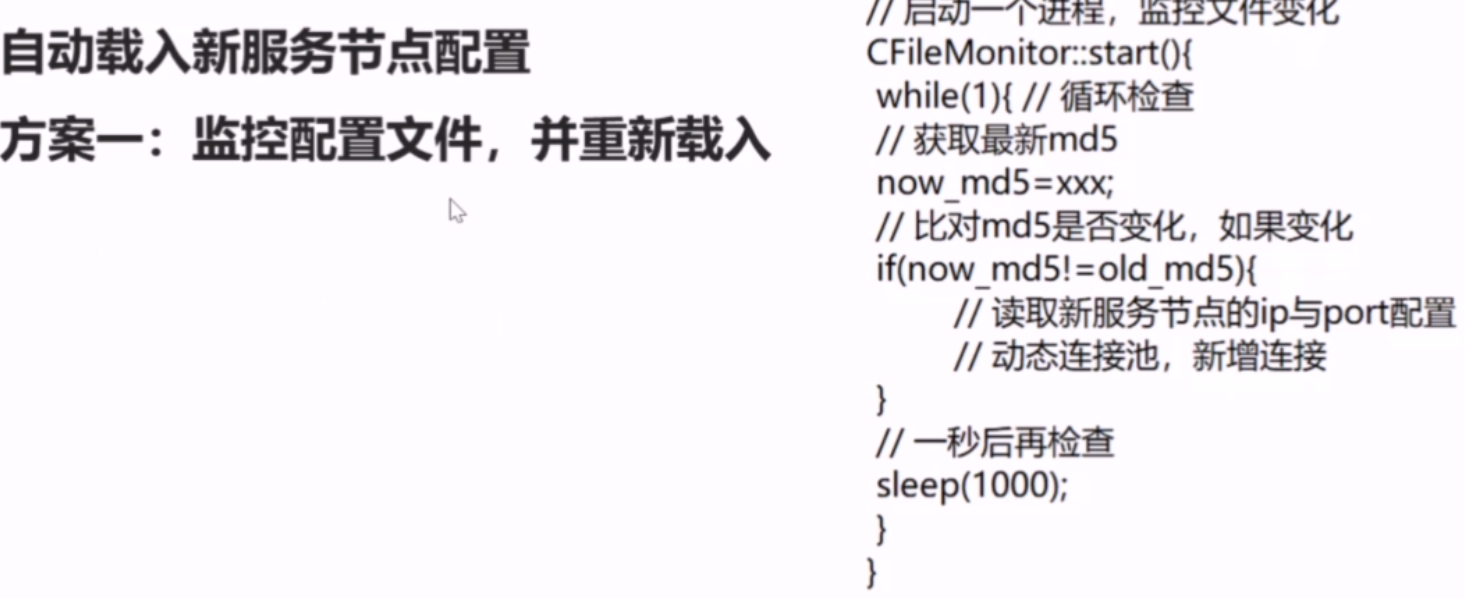 自动载入新服务节点配置
方案一：监控配置文件，并重新载入
// 启动一个进程，监控文件变化
CFileMonitor::start(){
while(1){ // 循环检查
// 获取最新md5
now_md5=xxx;
// 比对md5是否变化，如果变化
if(now_md5!=old_md5){
// 读取新服务节点的ip与port配置
// 动态连接池，新增连接
}
// 一秒后再检查
sleep(1000);
}
}